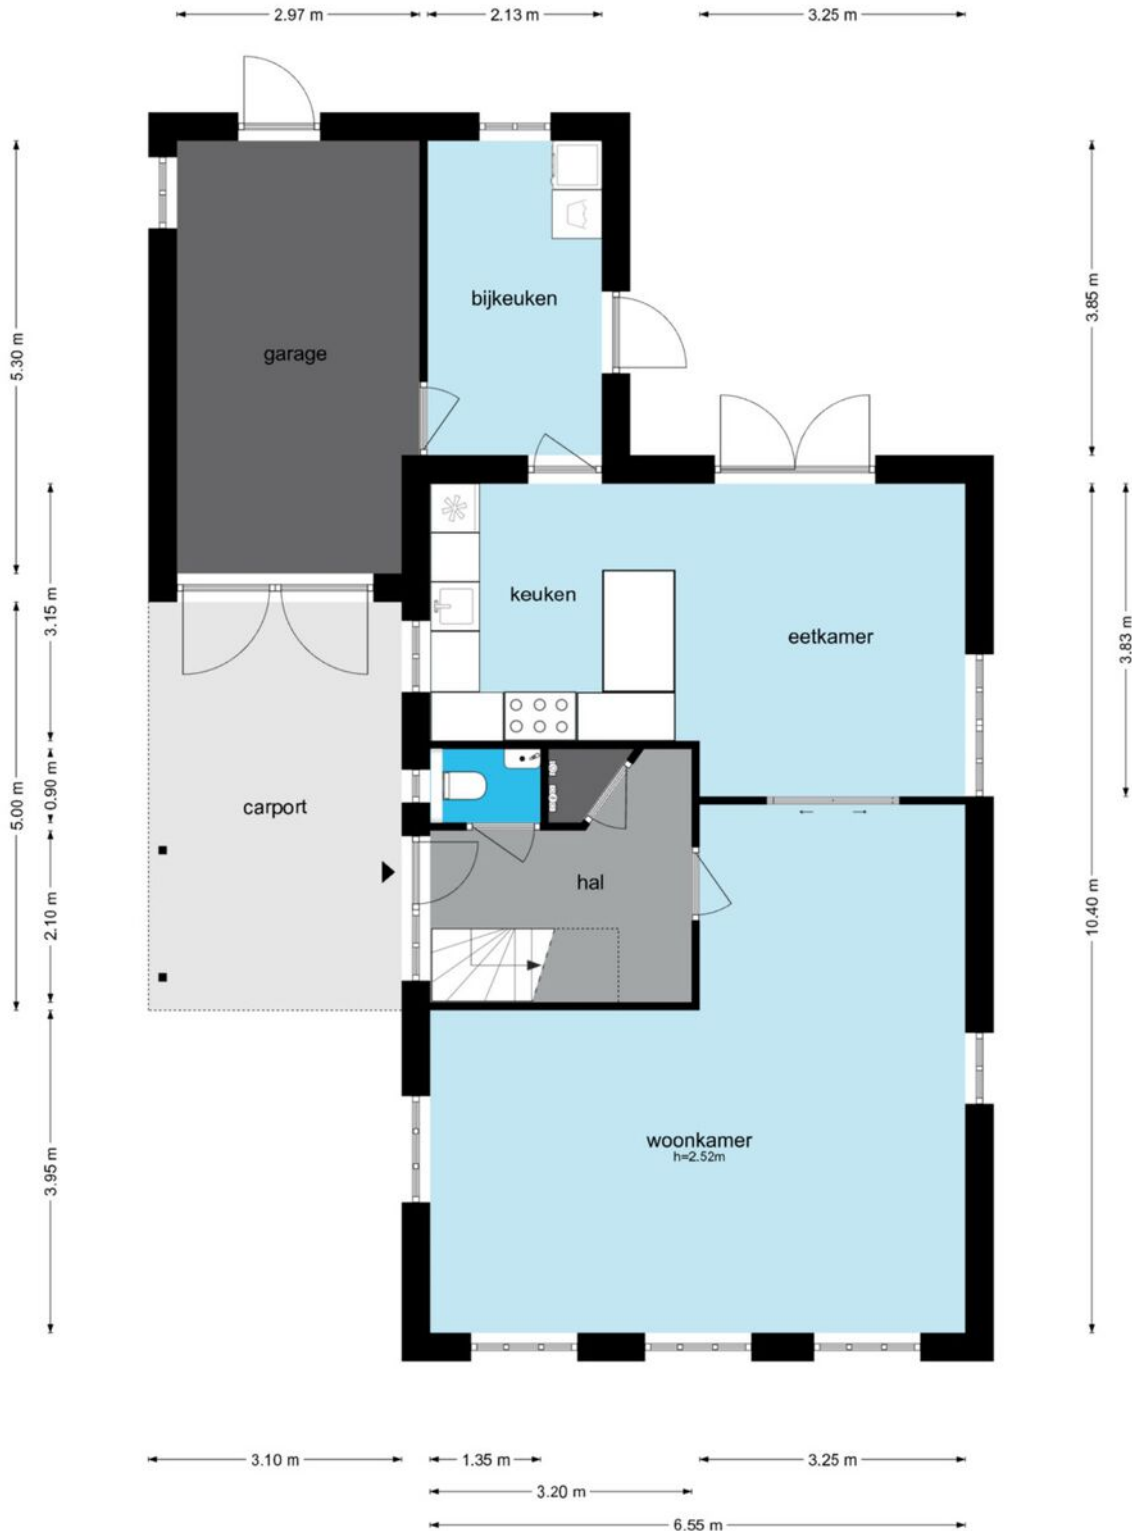 2.97 m
2.13 m
3.25 m
bijkeuken
garage
5.30 m
3.85 m
3.15 m
keuken
eetkamer
3.83 m
carport
0.90 m
5.00 m
hal
2.10 m
10.40 m
woonkamer
h=2.52m
3.95 m
3.10 m
1.35 m
3.25 m
3.20 m
6.55 m